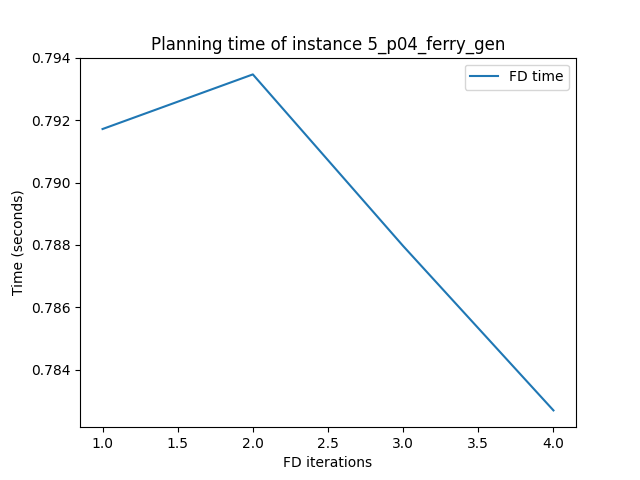 Planning time of instance 5_p04_ferry_gen
FD time
0.794
0.792
0.790
0.788
0.786
0.784
Time (seconds)
1.0 1.5 2.0 2.5 3.0 3.5 4.0
FD iterations